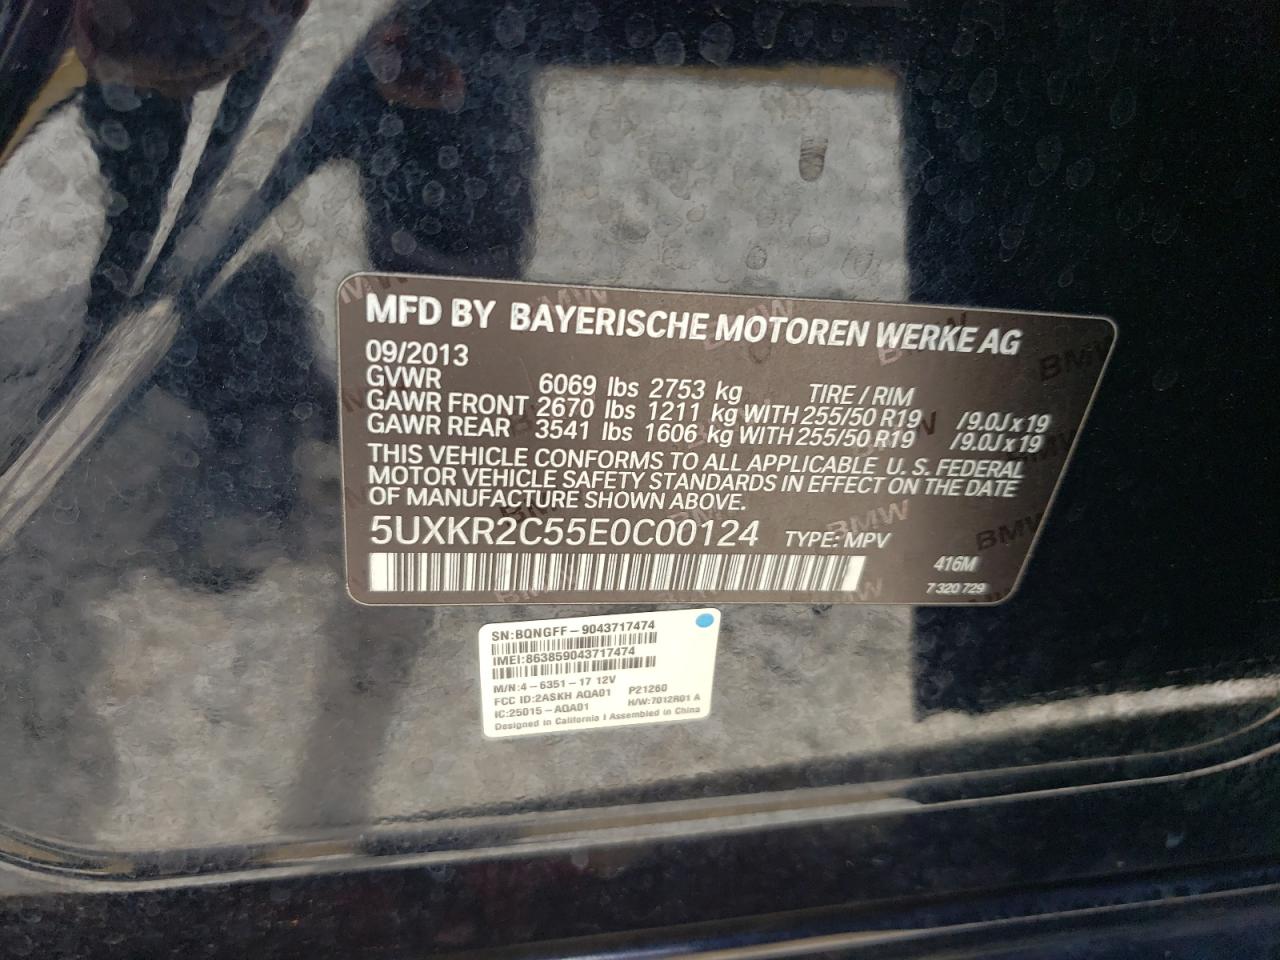 MFD BY BAYERISCHE MOTOREN WERKE AG
09/2013
GVWR 6069 lbs 2753 kg TIRE / RIM
GAWR FRONT 2670 lbs 1211 kg WITH 255/50 R19 /9.0Jx19
GAWR REAR 3541 lbs 1606 kg WITH 255/50 R19 /9.0Jx19
THIS VEHICLE CONFORMS TO ALL APPLICABLE U. S. FEDERAL
MOTOR VEHICLE SAFETY STANDARDS IN EFFECT ON THE DATE
OF MANUFACTURE SHOWN ABOVE.
5UXKR2C55E0C00124 TYPE: MPV
416M
7 320 729
SN:BQNGFF-9043717474
IMEI:863859043717474
M/N:4-6351-17 12V
FCC ID:2ASKH AQA01 P21260
IC:25015-AQA01 H/W:7012R01 A
Designed in California I Assembled in China